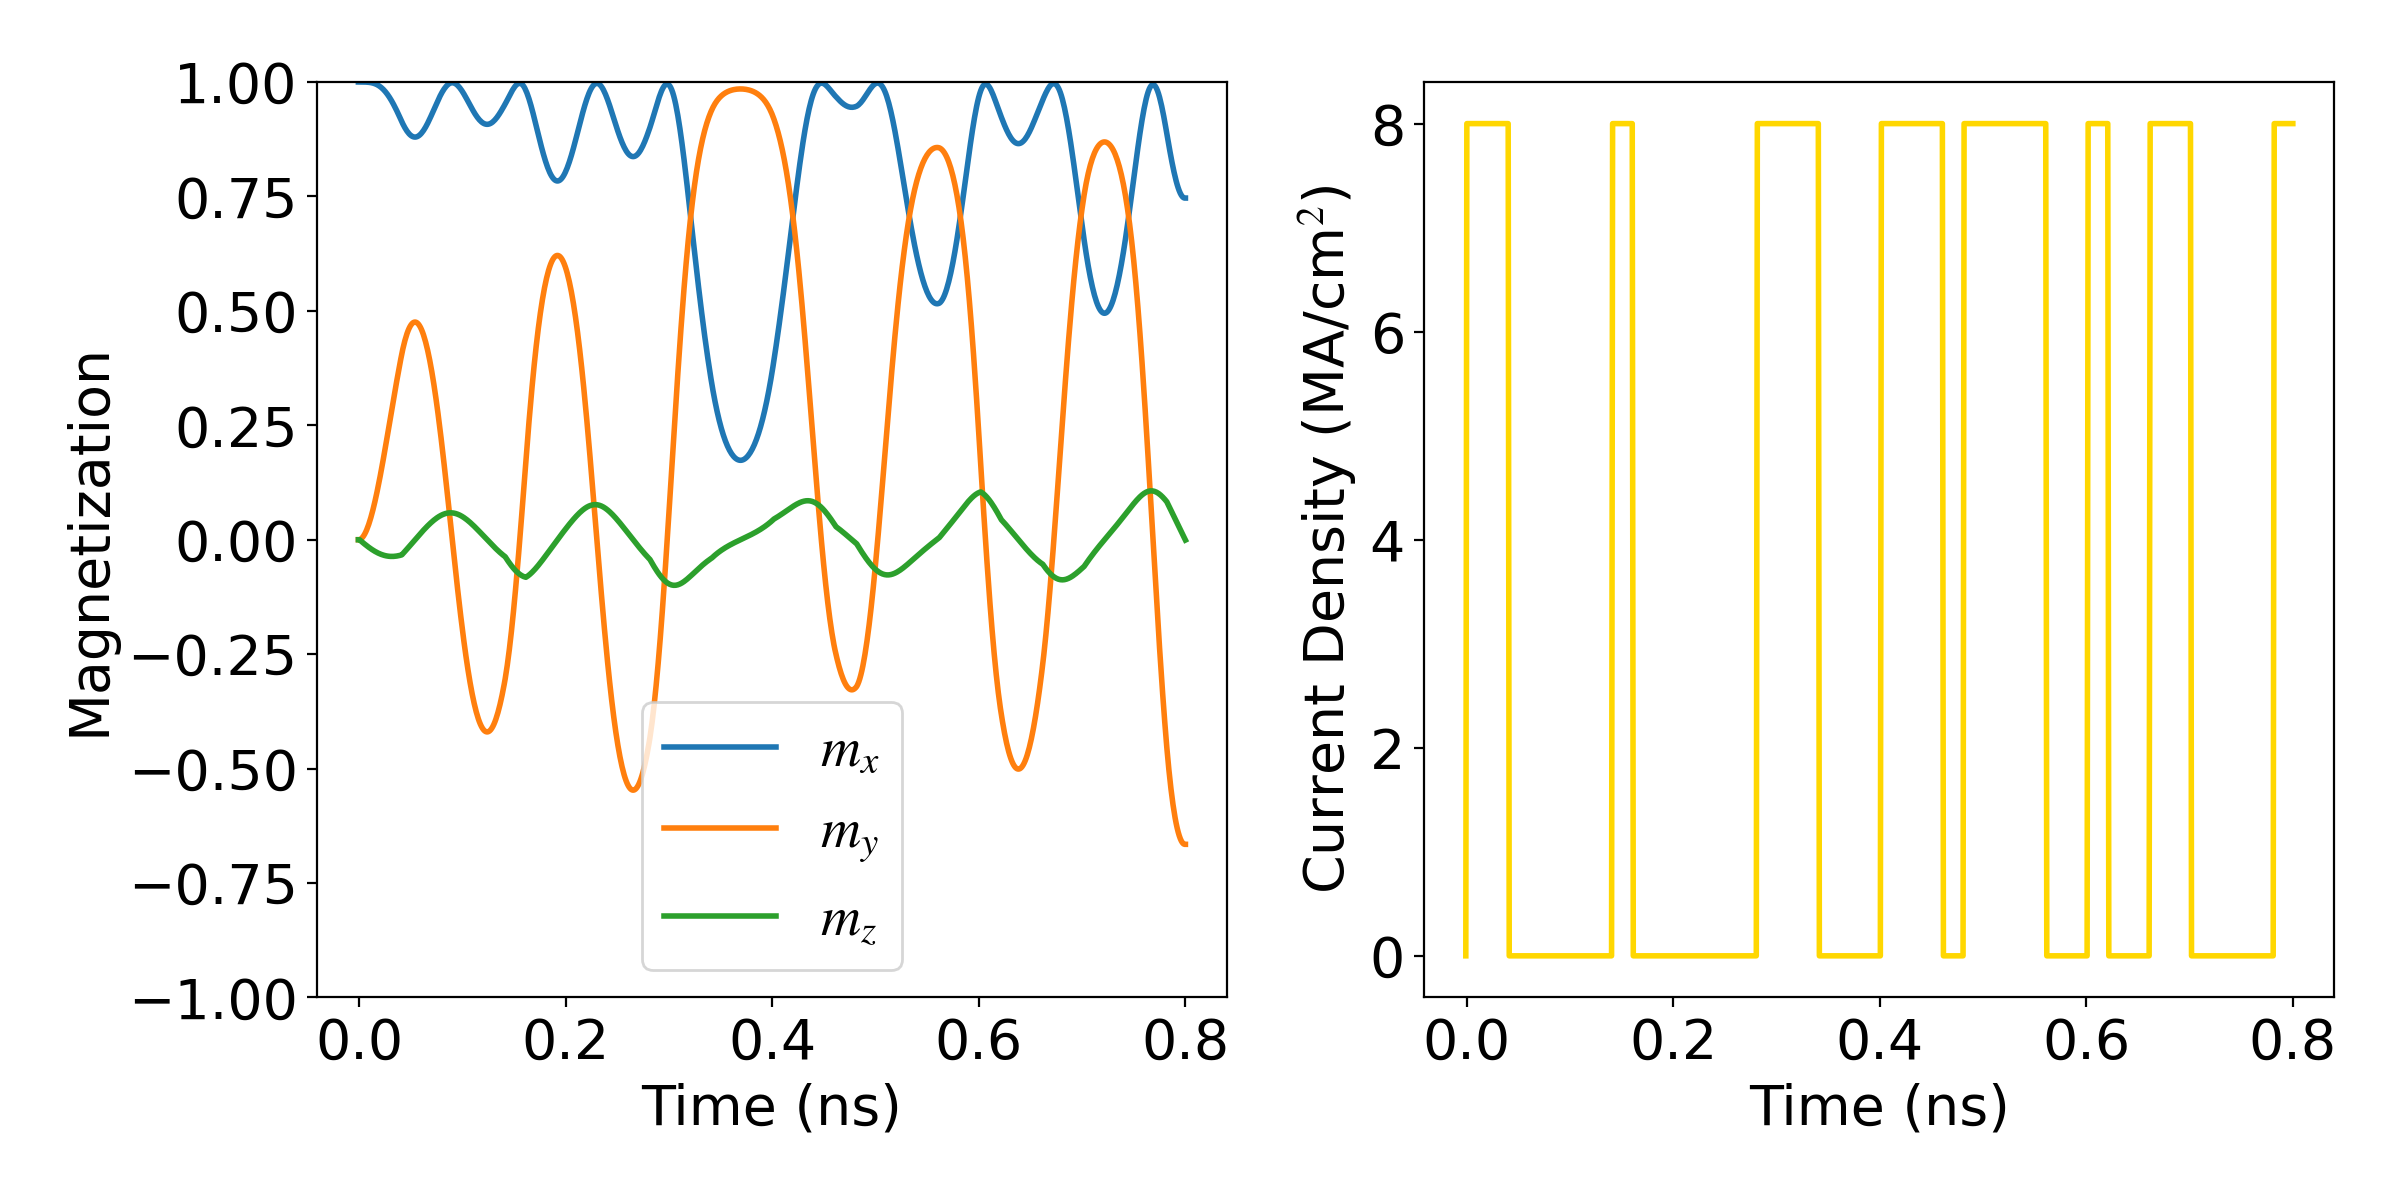 Magnetization
1.00
0.75
0.50
0.25
0.00
−0.25
−0.50
−0.75
−1.00
0.0 0.2 0.4 0.6 0.8
Time (ns)
m_x
m_y
m_z
Current Density (MA/cm²)
8
6
4
2
0
0.0 0.2 0.4 0.6 0.8
Time (ns)